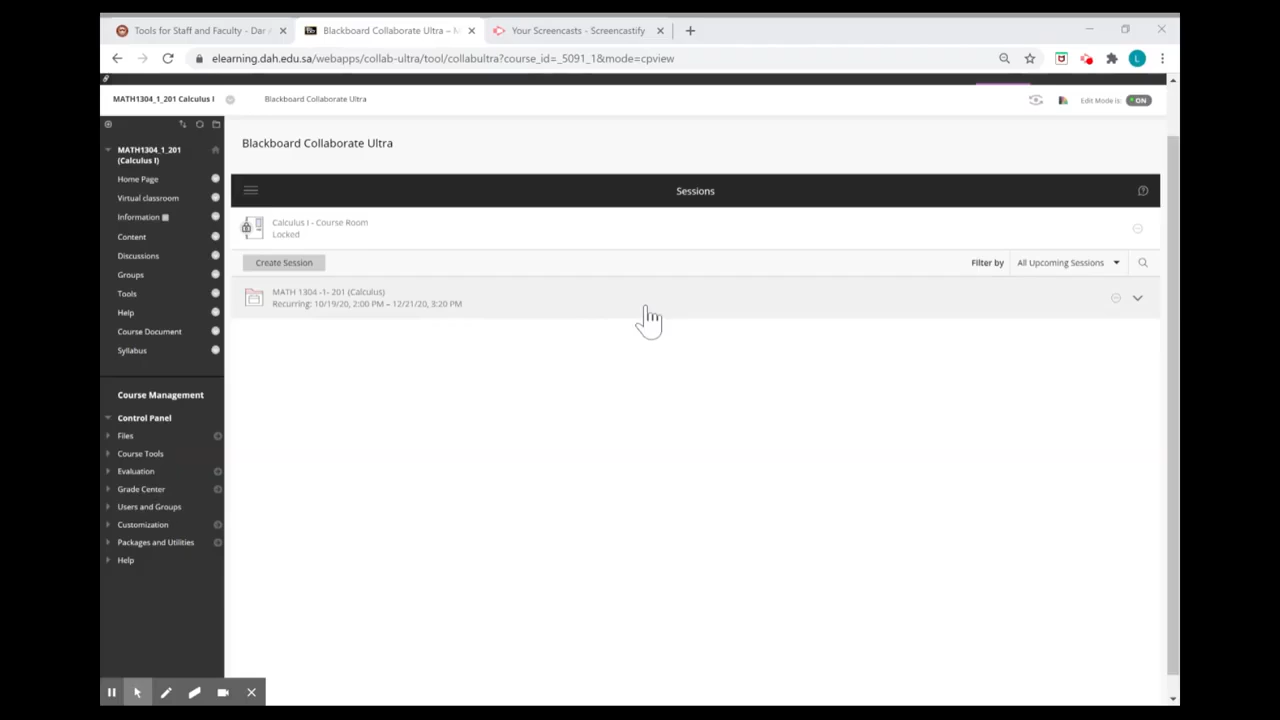 Tools for Staff and Faculty - Dar A
Blackboard Collaborate Ultra – M
Your Screencasts - Screencastify
elearning.dah.edu.sa/webapps/collab-ultra/tool/collabultra?course_id=_5091_1&mode=cpview
L
MATH1304_1_201 Calculus I
Blackboard Collaborate Ultra
Edit Mode is: ON
MATH1304_1_201
(Calculus I)
Home Page
Virtual classroom
Information
Content
Discussions
Groups
Tools
Help
Course Document
Syllabus
Course Management
Control Panel
Files
Course Tools
Evaluation
Grade Center
Users and Groups
Customization
Packages and Utilities
Help
Blackboard Collaborate Ultra
Sessions
Calculus I - Course Room
Locked
Create Session
Filter by
All Upcoming Sessions
MATH 1304 -1- 201 (Calculus)
Recurring: 10/19/20, 2:00 PM – 12/21/20, 3:20 PM